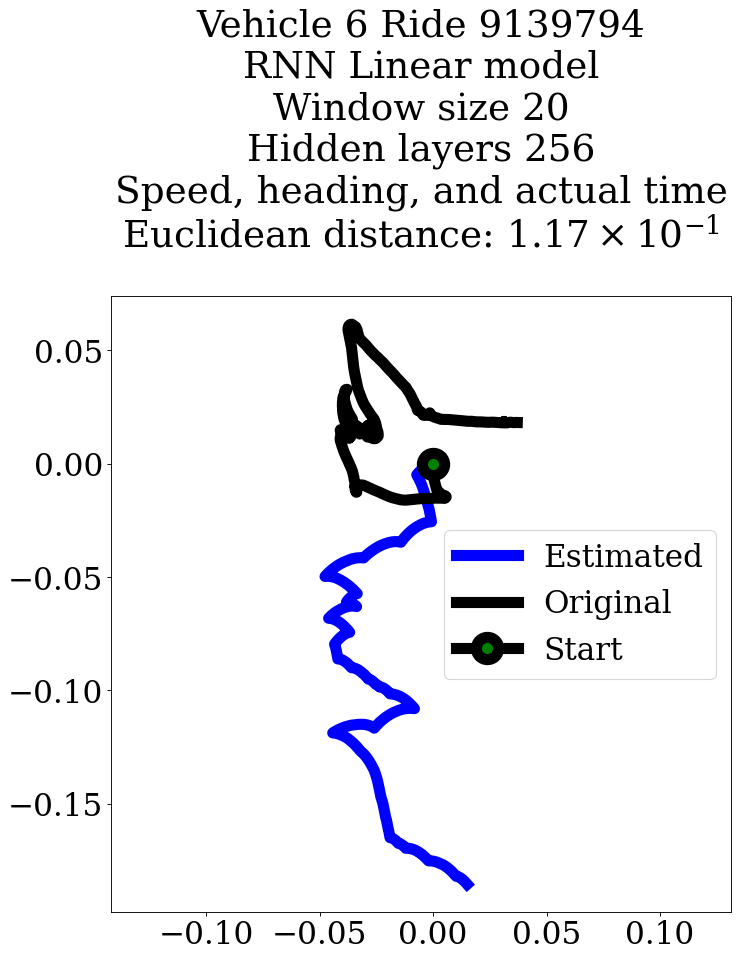 Vehicle 6 Ride 9139794
RNN Linear model
Window size 20
Hidden layers 256
Speed, heading, and actual time
Euclidean distance: 1.17 × 10⁻¹
0.05
0.00
−0.05
−0.10
−0.15
Estimated
Original
Start
−0.10 −0.05 0.00 0.05 0.10